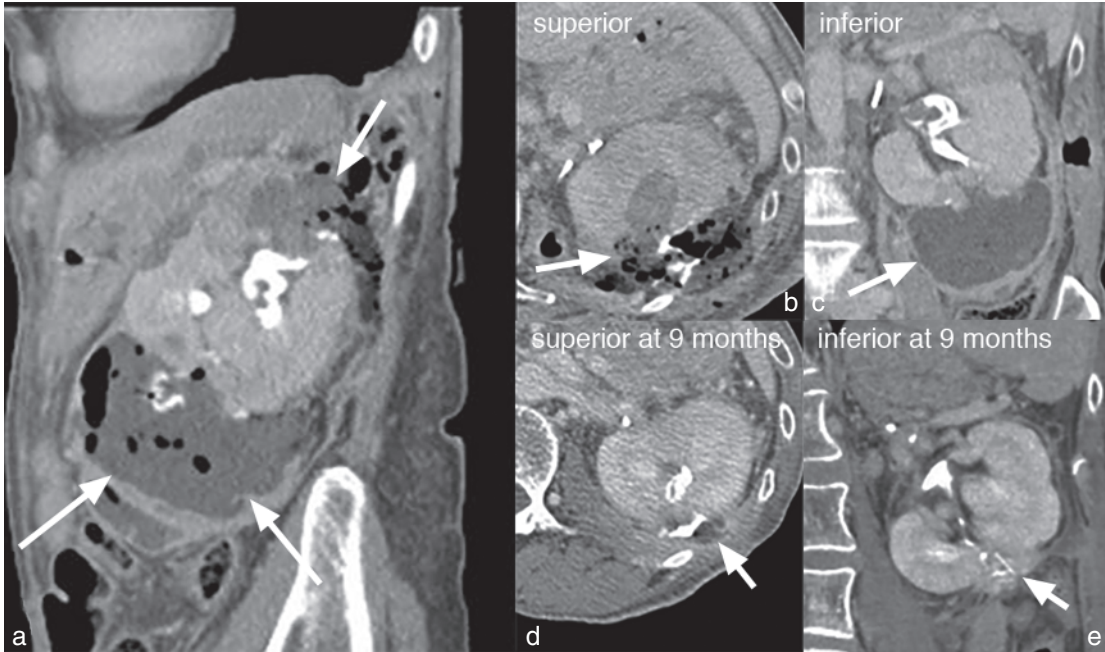 superior
inferior
a
b
c
superior at 9 months
inferior at 9 months
d
e